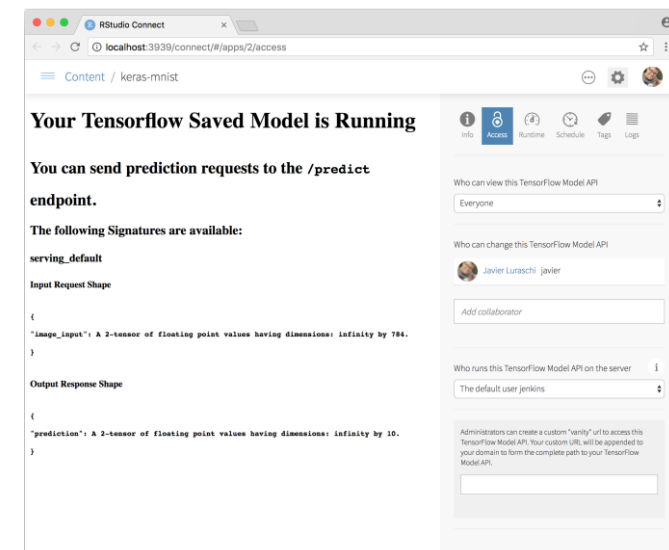 RStudio Connect
localhost:3939/connect/#/apps/2/access
Content / keras-mnist
Your Tensorflow Saved Model is Running
You can send prediction requests to the /predict
endpoint.
The following Signatures are available:
serving_default
Input Request Shape
{
"image_input": A 2-tensor of floating point values having dimensions: infinity by 784.
}
Output Response Shape
{
"prediction": A 2-tensor of floating point values having dimensions: infinity by 10.
}
Info Access Runtime Schedule Tags Logs
Who can view this TensorFlow Model API
Everyone
Who can change this TensorFlow Model API
Javier Luraschi javier
Add collaborator
Who runs this TensorFlow Model API on the server i
The default user jenkins
Administrators can create a custom "vanity" url to access this
TensorFlow Model API. Your custom URL will be appended to
your domain to form the complete path to your TensorFlow
Model API.